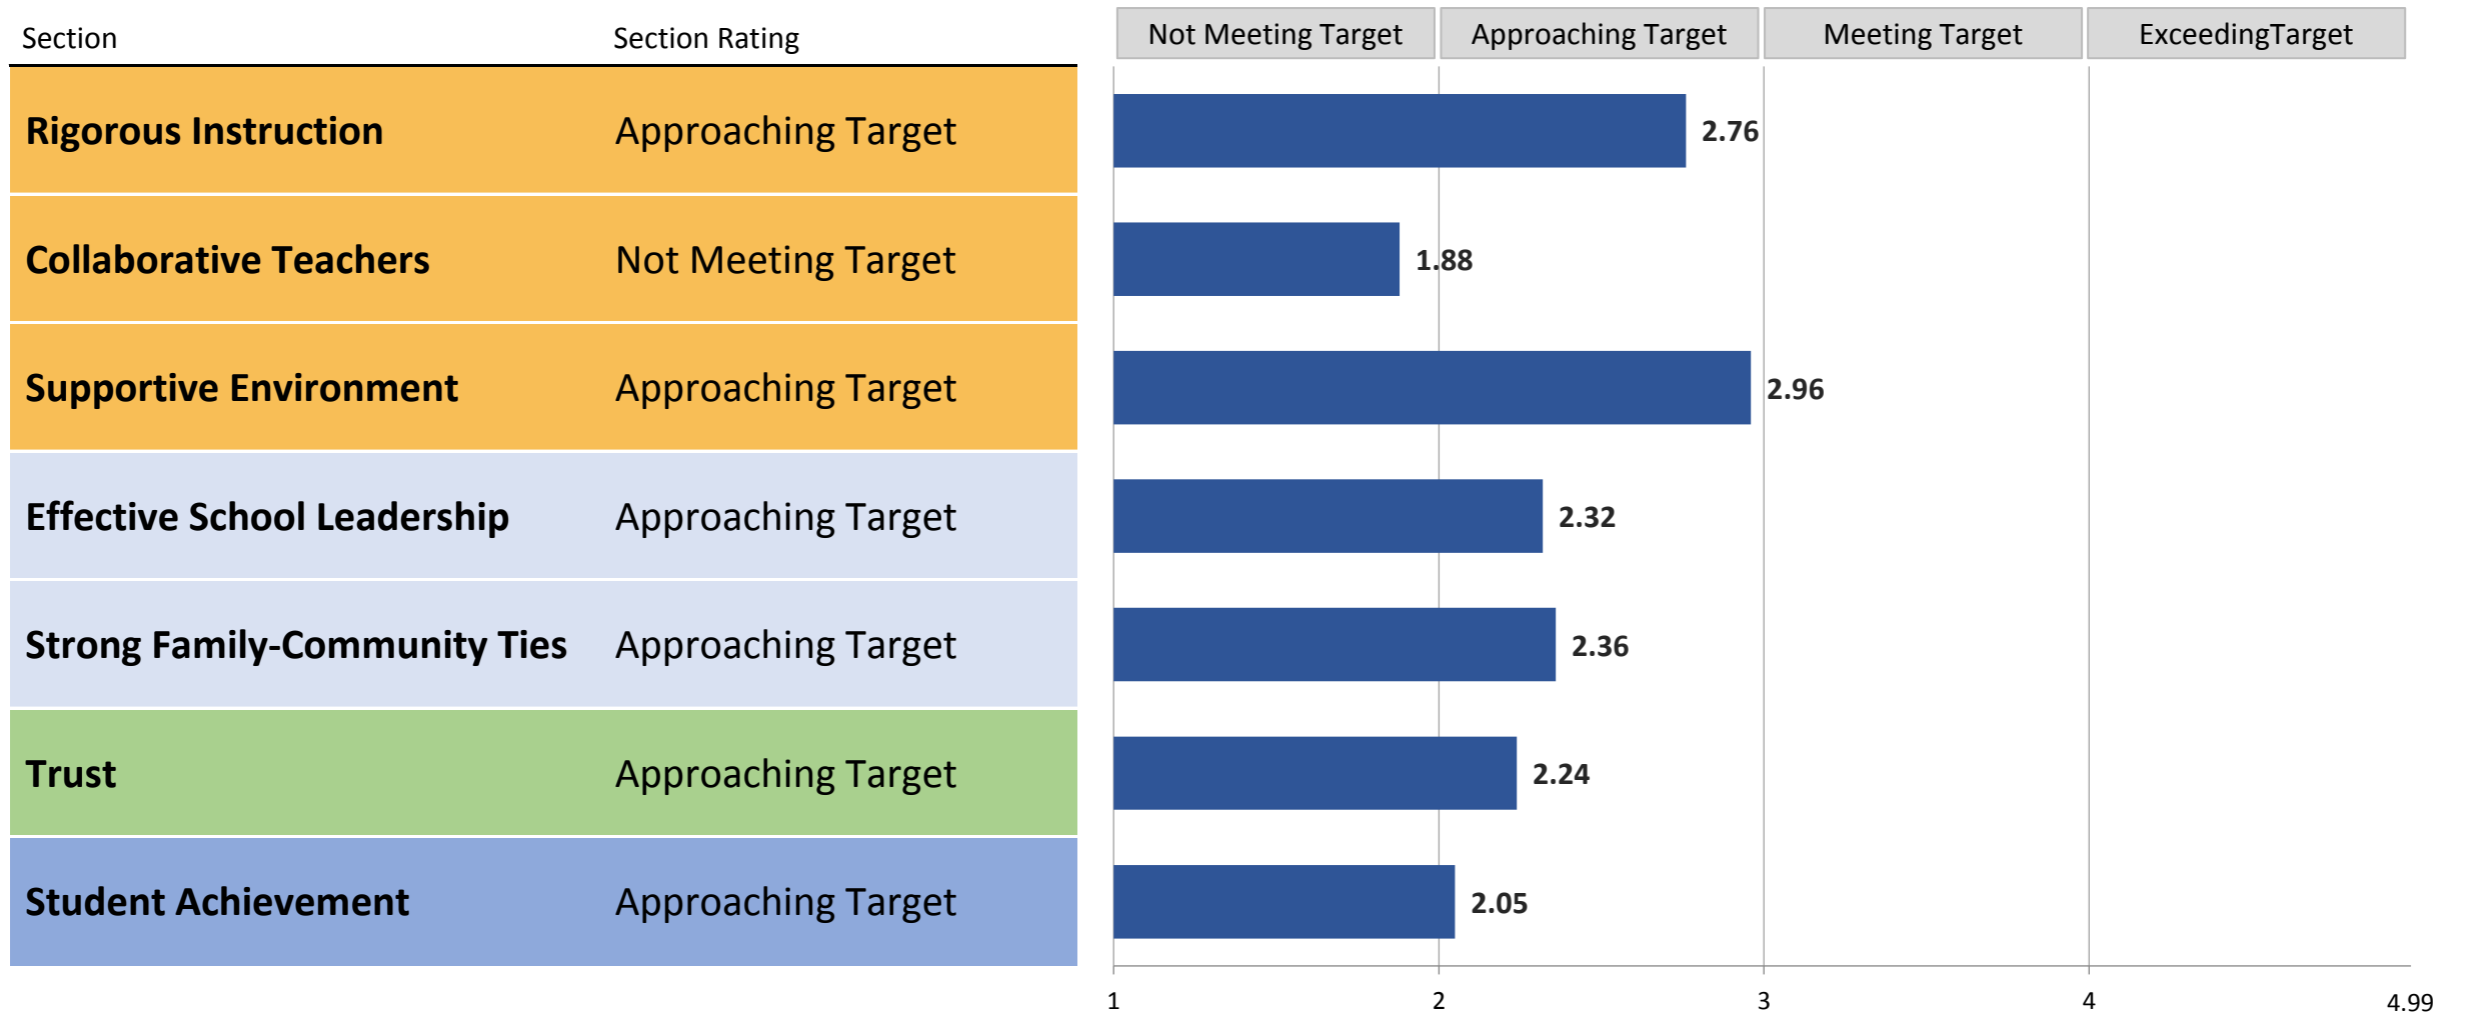 Section Section Rating Not Meeting Target Approaching Target Meeting Target ExceedingTarget
Rigorous Instruction Approaching Target 2.76
Collaborative Teachers Not Meeting Target 1.88
Supportive Environment Approaching Target 2.96
Effective School Leadership Approaching Target 2.32
Strong Family-Community Ties Approaching Target 2.36
Trust Approaching Target 2.24
Student Achievement Approaching Target 2.05
1 2 3 4 4.99